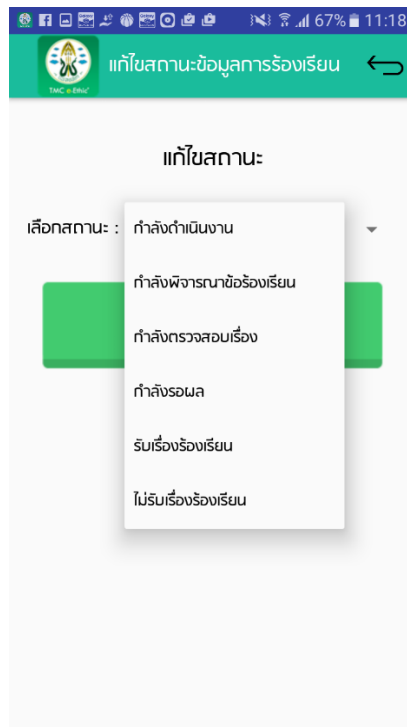 67% 11:18
TMC e-Ethic'
แก้ไขสถานะข้อมูลการร้องเรียน
แก้ไขสถานะ
เลือกสถานะ :
กำลังดำเนินงาน
กำลังพิจารณาข้อร้องเรียน
กำลังตรวจสอบเรื่อง
กำลังรอผล
รับเรื่องร้องเรียน
ไม่รับเรื่องร้องเรียน